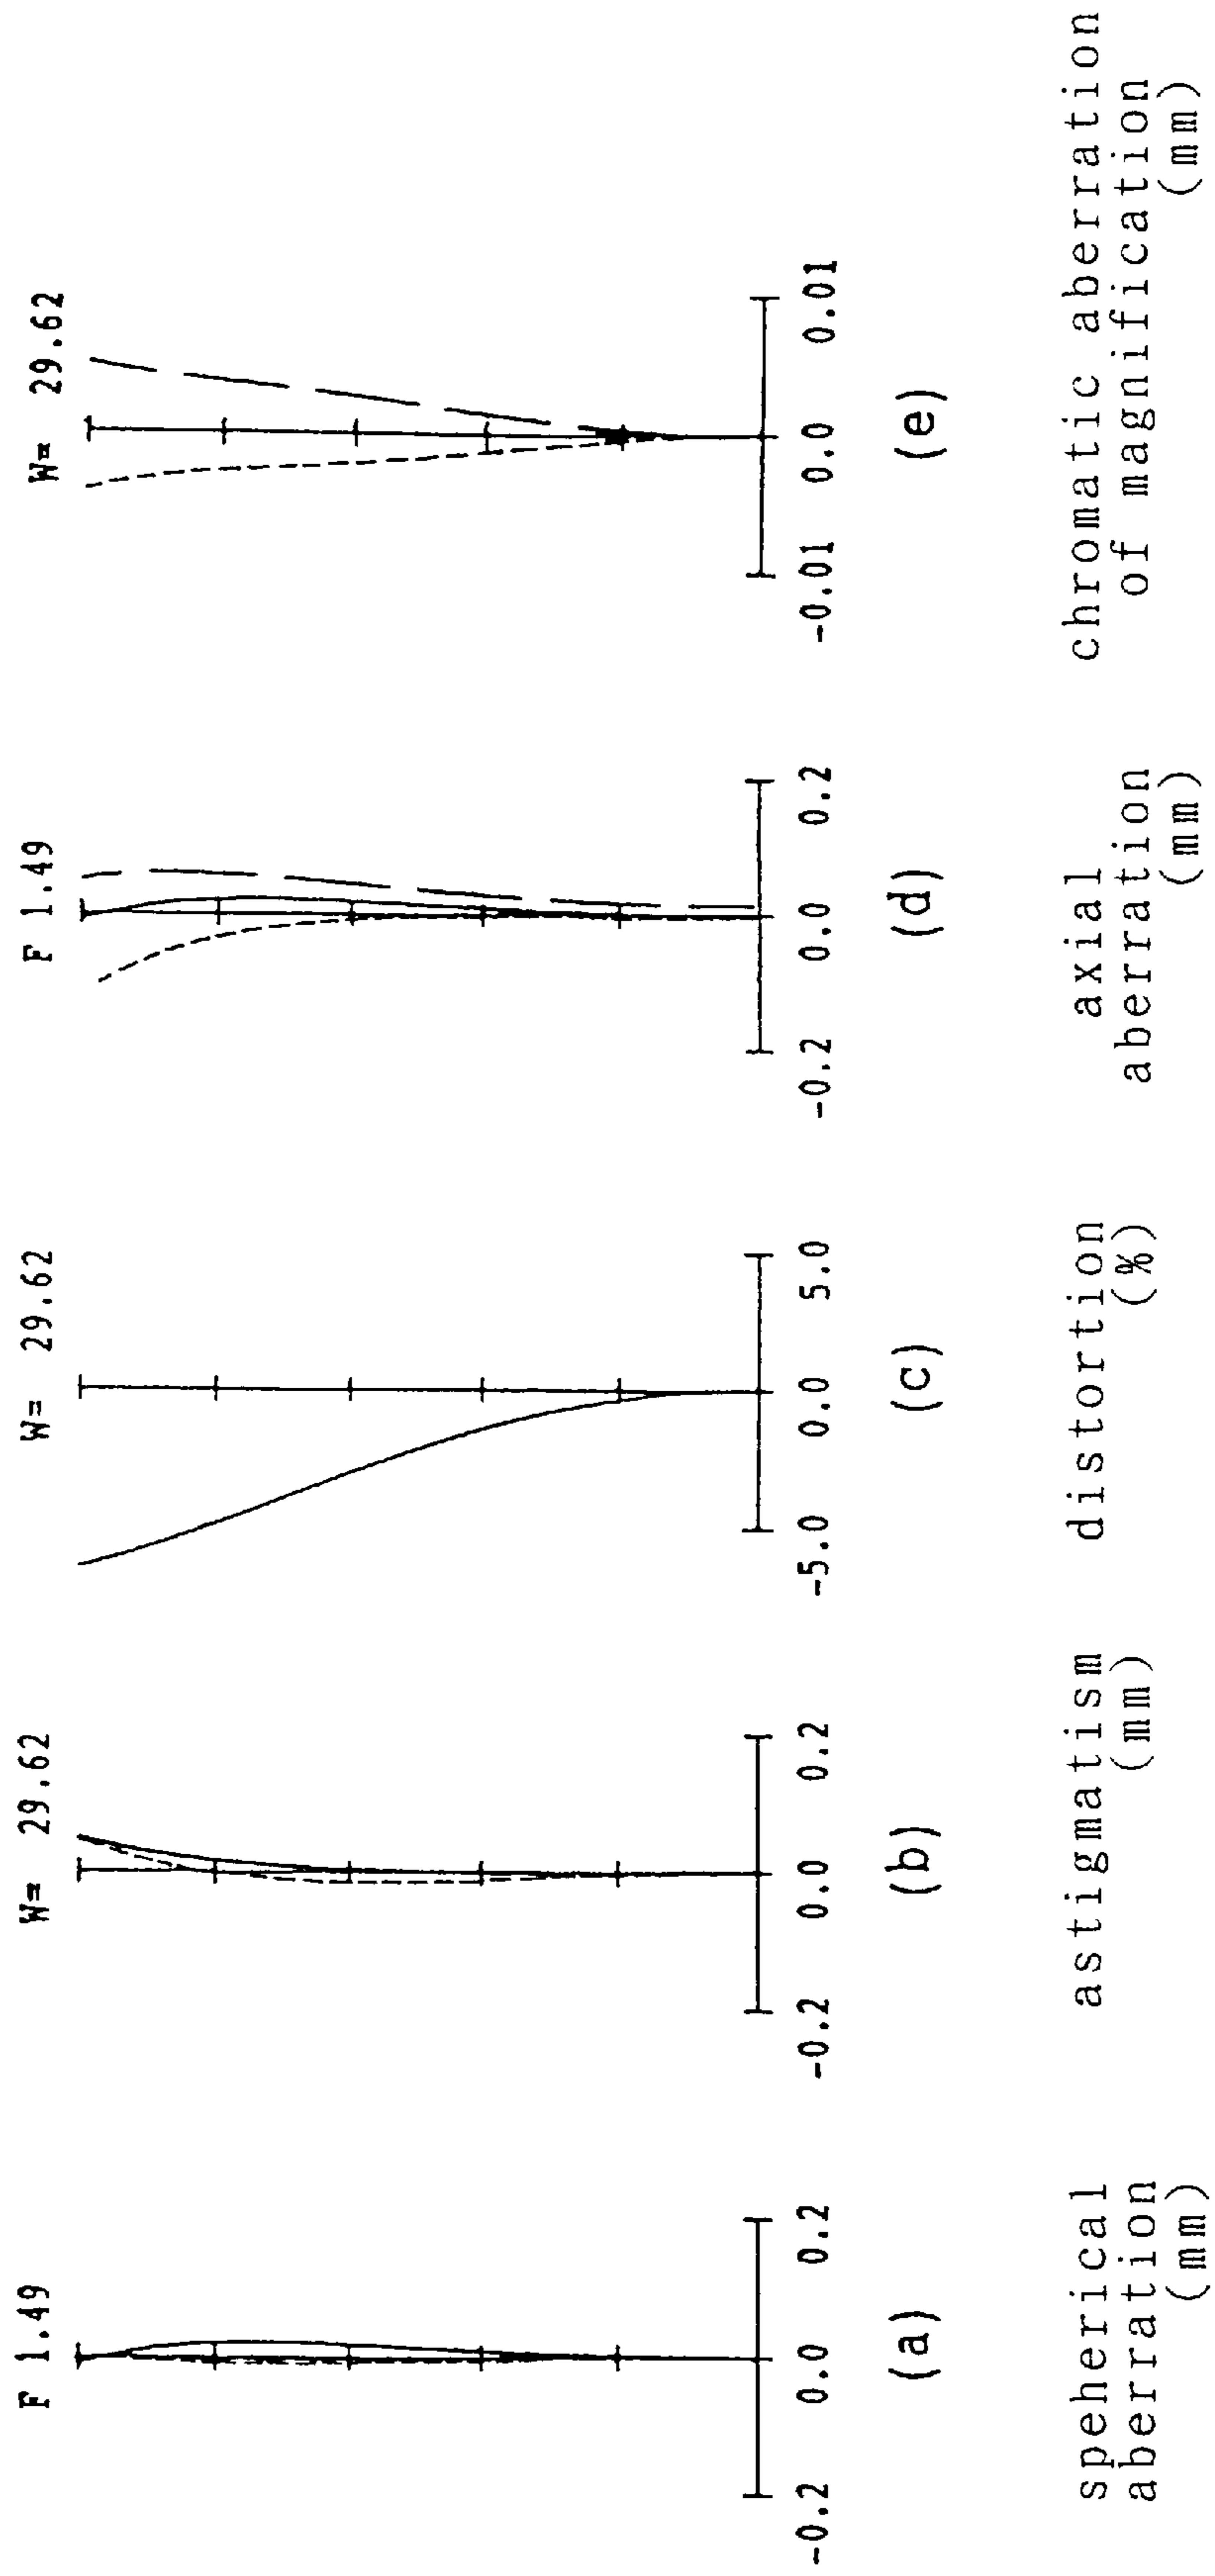 F 1.49
-0.2 0.0 0.2
(a)
speherical
aberration
(mm)
W= 29.62
-0.2 0.0 0.2
(b)
astigmatism
(mm)
W= 29.62
-5.0 0.0 5.0
(c)
distortion
(%)
F 1.49
-0.2 0.0 0.2
(d)
axial
aberration
(mm)
W= 29.62
-0.01 0.0 0.01
(e)
chromatic aberration
of magnification
(mm)